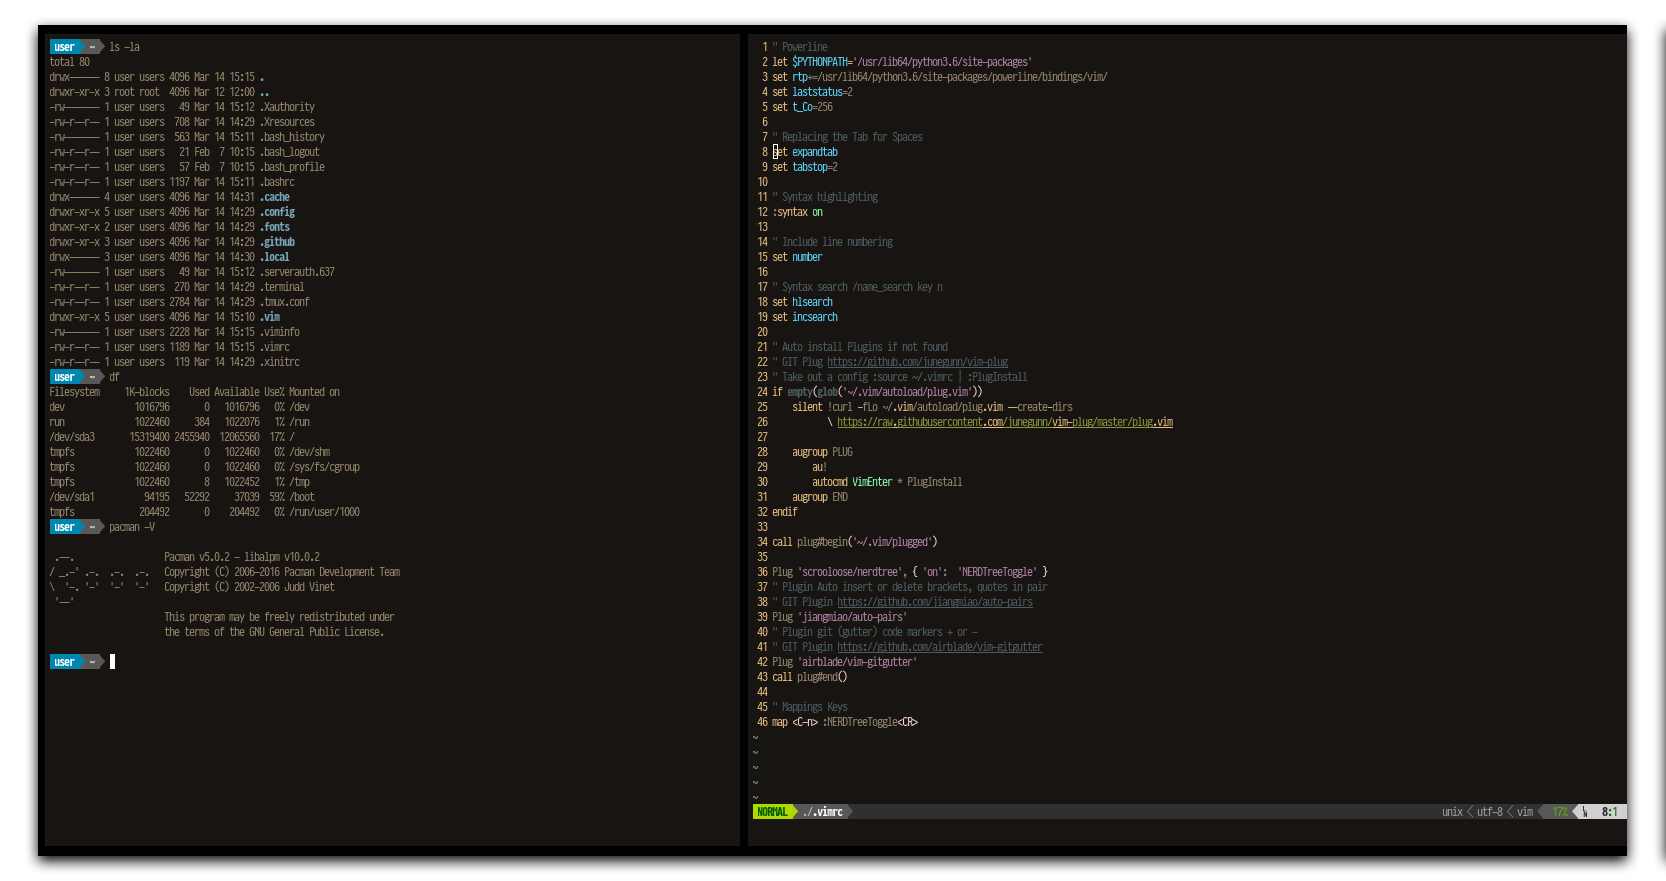 user ~ ls -la
total 80
drwx------ 8 user users 4096 Mar 14 15:15 .
drwxr-xr-x 3 root root  4096 Mar 12 12:00 ..
-rw------- 1 user users   49 Mar 14 15:12 .Xauthority
-rw-r--r-- 1 user users  708 Mar 14 14:29 .Xresources
-rw------- 1 user users  563 Mar 14 15:11 .bash_history
-rw-r--r-- 1 user users   21 Feb  7 10:15 .bash_logout
-rw-r--r-- 1 user users   57 Feb  7 10:15 .bash_profile
-rw-r--r-- 1 user users 1197 Mar 14 15:11 .bashrc
drwx------ 4 user users 4096 Mar 14 14:31 .cache
drwxr-xr-x 5 user users 4096 Mar 14 14:29 .config
drwxr-xr-x 2 user users 4096 Mar 14 14:29 .fonts
drwxr-xr-x 3 user users 4096 Mar 14 14:29 .github
drwx------ 3 user users 4096 Mar 14 14:30 .local
-rw------- 1 user users   49 Mar 14 15:12 .serverauth.637
-rw-r--r-- 1 user users  270 Mar 14 14:29 .terminal
-rw-r--r-- 1 user users 2784 Mar 14 14:29 .tmux.conf
drwxr-xr-x 5 user users 4096 Mar 14 15:10 .vim
-rw------- 1 user users 2228 Mar 14 15:15 .viminfo
-rw-r--r-- 1 user users 1189 Mar 14 15:15 .vimrc
-rw-r--r-- 1 user users  119 Mar 14 14:29 .xinitrc
user ~ df
Filesystem     1K-blocks    Used Available Use% Mounted on
dev              1016796       0   1016796   0% /dev
run              1022460     384   1022076   1% /run
/dev/sda3       15319400 2455940  12065560  17% /
tmpfs            1022460       0   1022460   0% /dev/shm
tmpfs            1022460       0   1022460   0% /sys/fs/cgroup
tmpfs            1022460       8   1022452   1% /tmp
/dev/sda1          94195   52292     37039  59% /boot
tmpfs             204492       0    204492   0% /run/user/1000
user ~ pacman -V
 .--.                  Pacman v5.0.2 - libalpm v10.0.2
/ _.-' .-.  .-.  .-.   Copyright (C) 2006-2016 Pacman Development Team
\  '-. '-'  '-'  '-'   Copyright (C) 2002-2006 Judd Vinet
 '--'
                       This program may be freely redistributed under
                       the terms of the GNU General Public License.
user ~
1 " Powerline
2 let $PYTHONPATH='/usr/lib64/python3.6/site-packages'
3 set rtp+=/usr/lib64/python3.6/site-packages/powerline/bindings/vim/
4 set laststatus=2
5 set t_Co=256
6
7 " Replacing the Tab for Spaces
8 set expandtab
9 set tabstop=2
10
11 " Syntax highlighting
12 :syntax on
13
14 " Include line numbering
15 set number
16
17 " Syntax search /name_search key n
18 set hlsearch
19 set incsearch
20
21 " Auto install Plugins if not found
22 " GIT Plug https://github.com/junegunn/vim-plug
23 " Take out a config :source ~/.vimrc | :PlugInstall
24 if empty(glob('~/.vim/autoload/plug.vim'))
25     silent !curl -fLo ~/.vim/autoload/plug.vim --create-dirs
26            \ https://raw.githubusercontent.com/junegunn/vim-plug/master/plug.vim
27
28     augroup PLUG
29         au!
30         autocmd VimEnter * PlugInstall
31     augroup END
32 endif
33
34 call plug#begin('~/.vim/plugged')
35
36 Plug 'scrooloose/nerdtree', { 'on':  'NERDTreeToggle' }
37 " Plugin Auto insert or delete brackets, quotes in pair
38 " GIT Plugin https://github.com/jiangmiao/auto-pairs
39 Plug 'jiangmiao/auto-pairs'
40 " Plugin git (gutter) code markers + or -
41 " GIT Plugin https://github.com/airblade/vim-gitgutter
42 Plug 'airblade/vim-gitgutter'
43 call plug#end()
44
45 " Mappings Keys
46 map <C-n> :NERDTreeToggle<CR>
~
~
~
~
~
NORMAL ./.vimrc unix < utf-8 < vim 17% LN 8:1